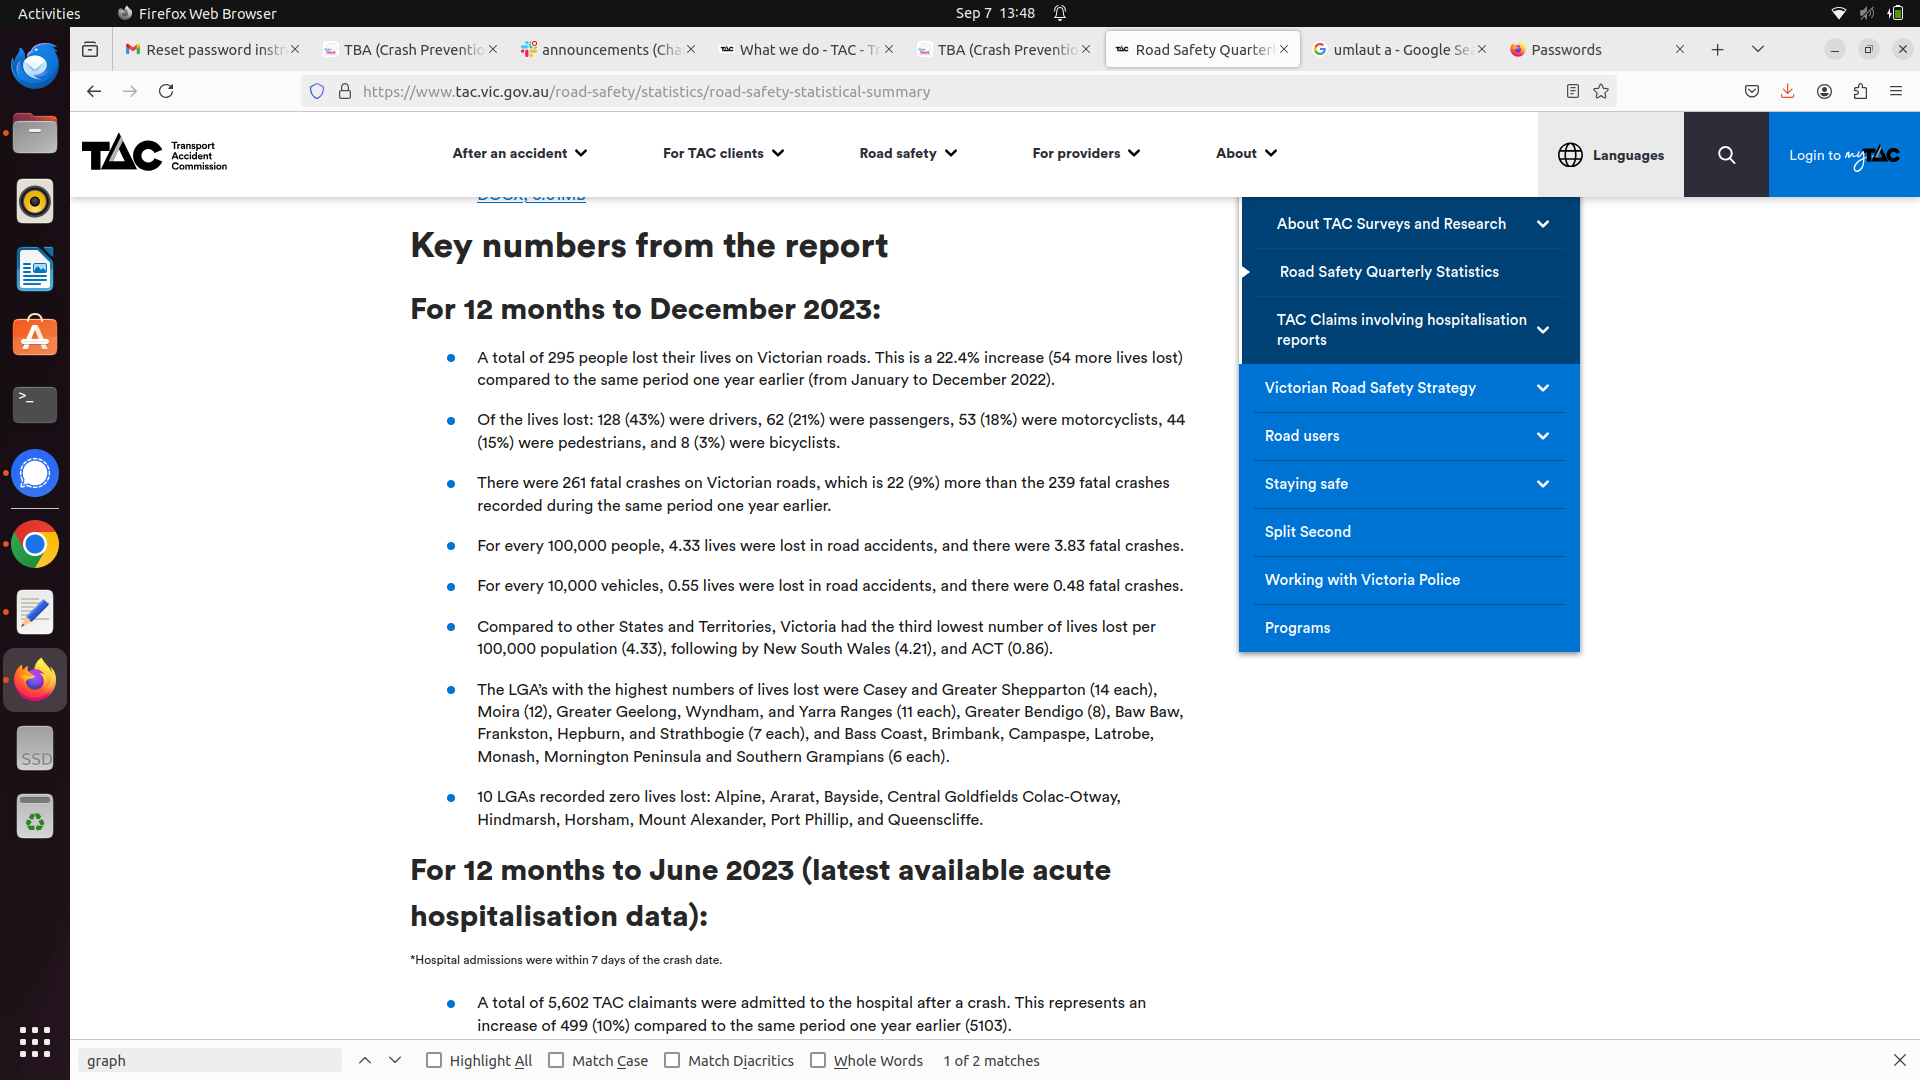 Activities
Firefox Web Browser
Sep 7 13:48
Reset password instr
TBA (Crash Preventio
announcements (Cha
What we do - TAC - Tr
TBA (Crash Preventio
Road Safety Quarterl
umlaut a - Google Se
Passwords
https://www.tac.vic.gov.au/road-safety/statistics/road-safety-statistical-summary
TAC Transport
Accident
Commission
After an accident
For TAC clients
Road safety
For providers
About
Languages
Login to myTAC
DOCX, 8.61MB
Key numbers from the report
For 12 months to December 2023:
A total of 295 people lost their lives on Victorian roads. This is a 22.4% increase (54 more lives lost)
compared to the same period one year earlier (from January to December 2022).
Of the lives lost: 128 (43%) were drivers, 62 (21%) were passengers, 53 (18%) were motorcyclists, 44
(15%) were pedestrians, and 8 (3%) were bicyclists.
There were 261 fatal crashes on Victorian roads, which is 22 (9%) more than the 239 fatal crashes
recorded during the same period one year earlier.
For every 100,000 people, 4.33 lives were lost in road accidents, and there were 3.83 fatal crashes.
For every 10,000 vehicles, 0.55 lives were lost in road accidents, and there were 0.48 fatal crashes.
Compared to other States and Territories, Victoria had the third lowest number of lives lost per
100,000 population (4.33), following by New South Wales (4.21), and ACT (0.86).
The LGA’s with the highest numbers of lives lost were Casey and Greater Shepparton (14 each),
Moira (12), Greater Geelong, Wyndham, and Yarra Ranges (11 each), Greater Bendigo (8), Baw Baw,
Frankston, Hepburn, and Strathbogie (7 each), and Bass Coast, Brimbank, Campaspe, Latrobe,
Monash, Mornington Peninsula and Southern Grampians (6 each).
10 LGAs recorded zero lives lost: Alpine, Ararat, Bayside, Central Goldfields Colac-Otway,
Hindmarsh, Horsham, Mount Alexander, Port Phillip, and Queenscliffe.
For 12 months to June 2023 (latest available acute
hospitalisation data):
*Hospital admissions were within 7 days of the crash date.
A total of 5,602 TAC claimants were admitted to the hospital after a crash. This represents an
increase of 499 (10%) compared to the same period one year earlier (5103).
About TAC Surveys and Research
Road Safety Quarterly Statistics
TAC Claims involving hospitalisation
reports
Victorian Road Safety Strategy
Road users
Staying safe
Split Second
Working with Victoria Police
Programs
SSD
graph
Highlight All
Match Case
Match Diacritics
Whole Words
1 of 2 matches